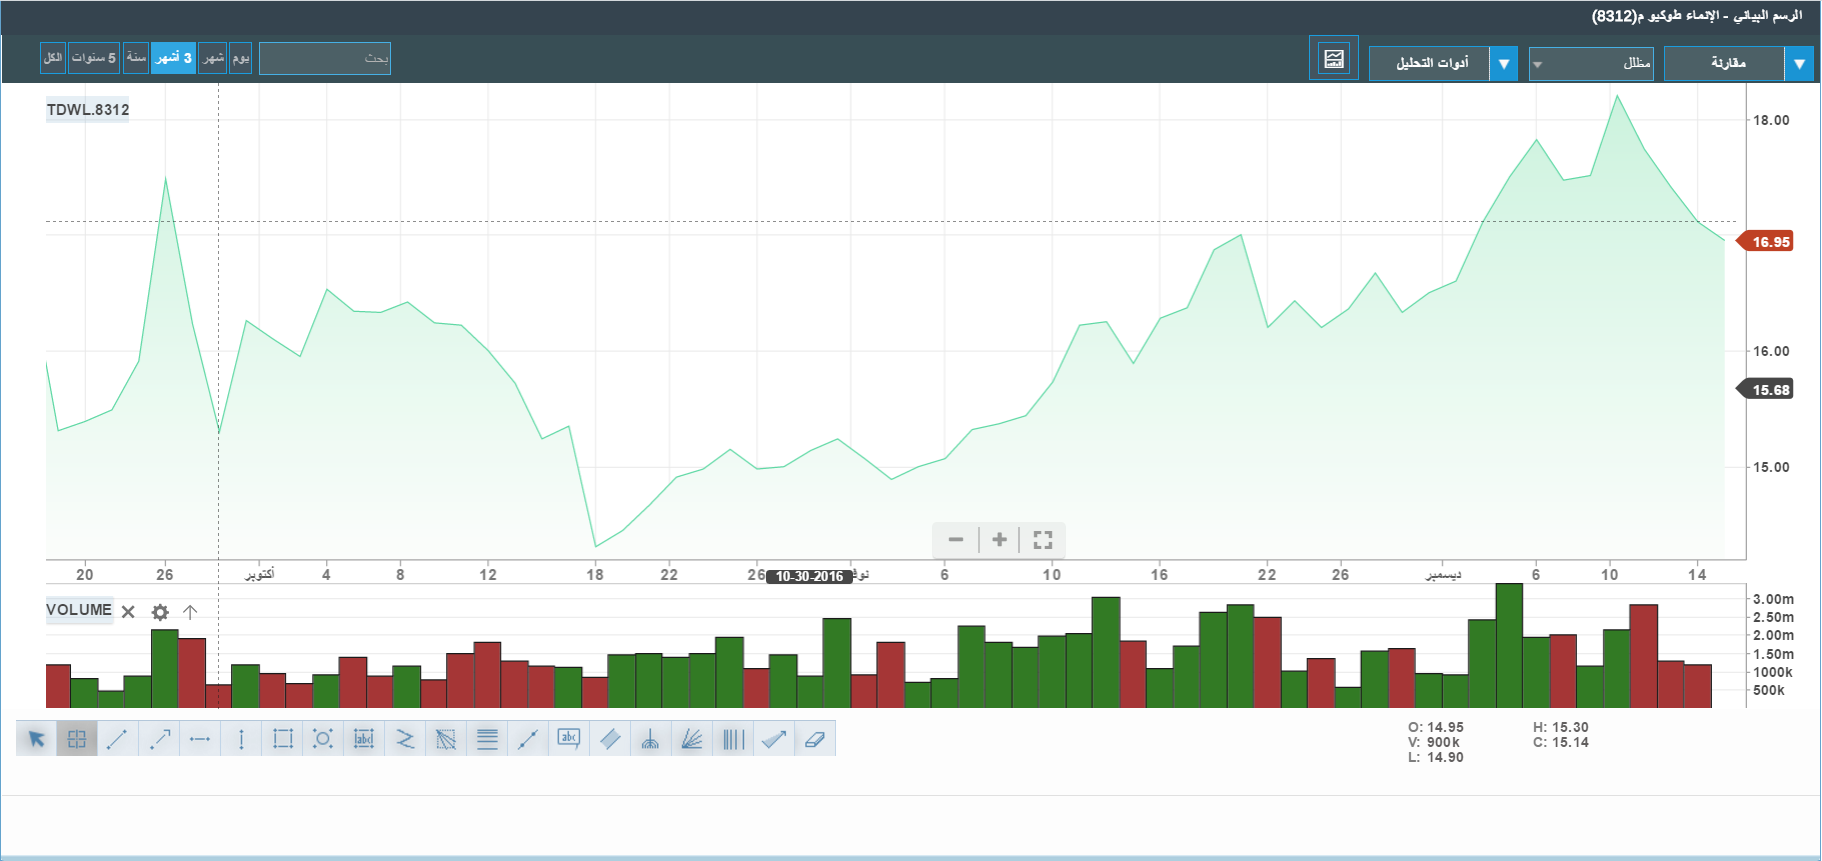 الرسم البياني - الإنماء طوكيو م(8312)
مقارنة
مظلل
أدوات التحليل
بحث
يوم
شهر
3 أشهر
سنة
5 سنوات
الكل
TDWL.8312
18.00
16.95
16.00
15.68
15.00
20 26 أكتوبر 4 8 12 18 22 26 10-30-2016 6 10 16 22 26 ديسمبر 6 10 14
VOLUME
3.00m
2.50m
2.00m
1.50m
1000k
500k
abc
abc
O: 14.95 H: 15.30
V: 900k C: 15.14
L: 14.90